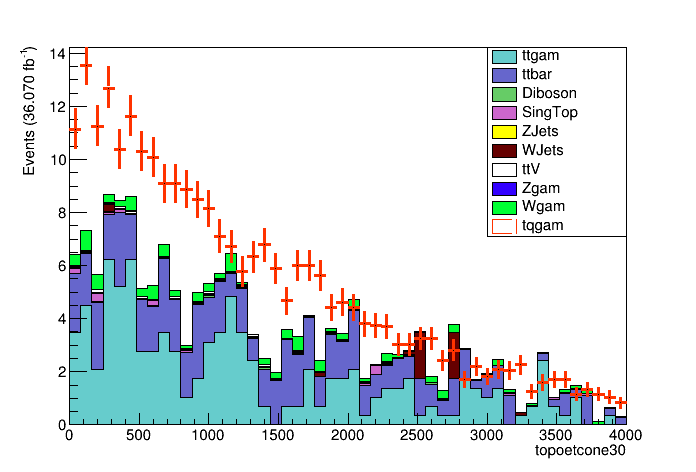 Events (36.070 fb⁻¹)
14
12
10
8
6
4
2
0
ttgam
ttbar
Diboson
SingTop
ZJets
WJets
ttV
Zgam
Wgam
tqgam
0 500 1000 1500 2000 2500 3000 3500 4000
topoetcone30